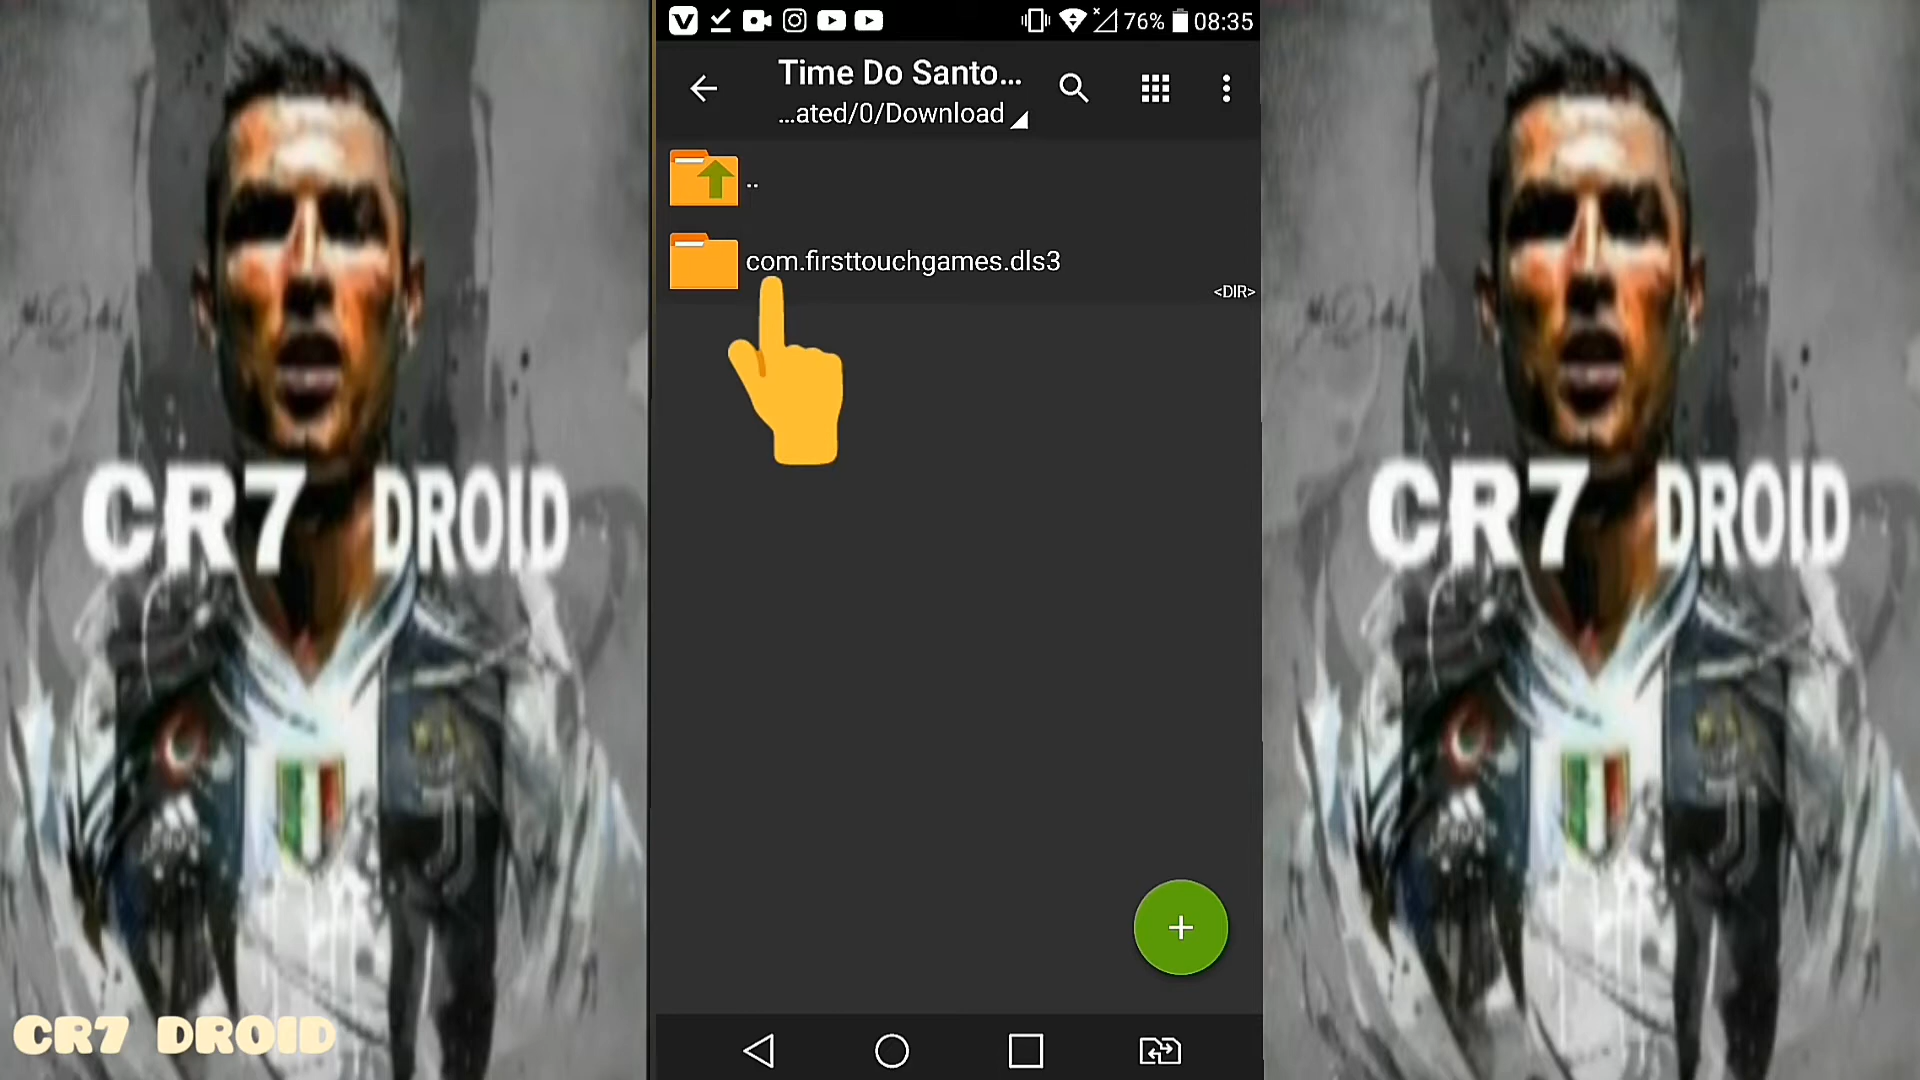 76% 08:35
Time Do Santo...
...ated/0/Download
..
com.firsttouchgames.dls3
<DIR>
CR7 DROID
CR7 DROID
CR7 DROID